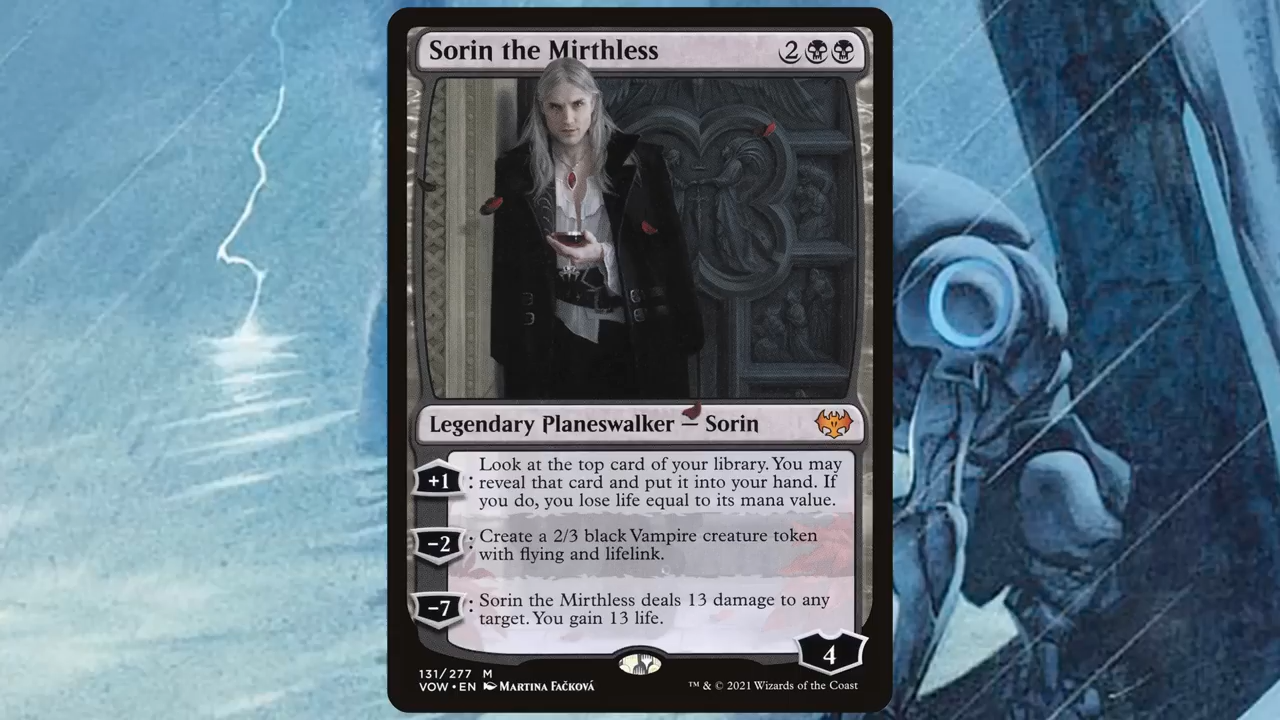 Sorin the Mirthless 2
Legendary Planeswalker — Sorin
+1 : Look at the top card of your library. You may
reveal that card and put it into your hand. If
you do, you lose life equal to its mana value.
−2 : Create a 2/3 black Vampire creature token
with flying and lifelink.
−7 : Sorin the Mirthless deals 13 damage to any
target. You gain 13 life.
4
131/277 M
VOW • EN Martina Fačková ™ & © 2021 Wizards of the Coast